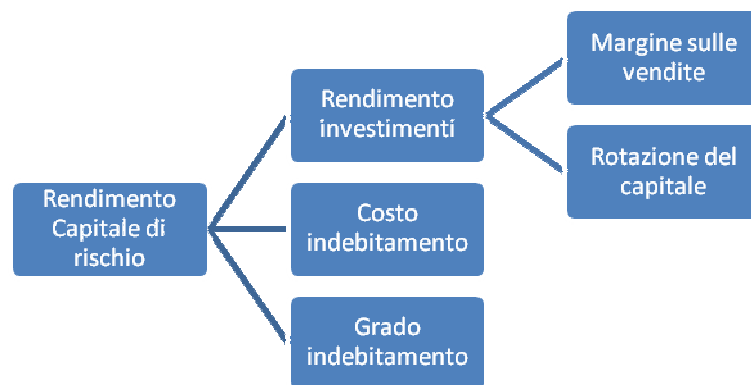 Margine sulle
vendite
Rendimento
investimenti
Rotazione del
capitale
Rendimento
Capitale di
rischio
Costo
indebitamento
Grado
indebitamento